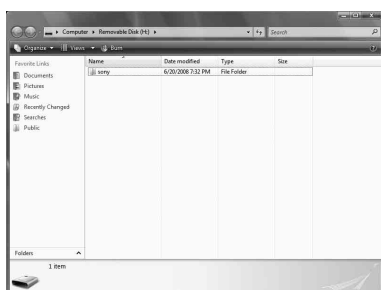 Computer ▸ Removable Disk (H:) ▸
Search
Organize Views Burn
Favorite Links
Documents
Pictures
Music
Recently Changed
Searches
Public
Folders
Name Date modified Type Size
sony 6/20/2008 7:32 PM File Folder
1 item